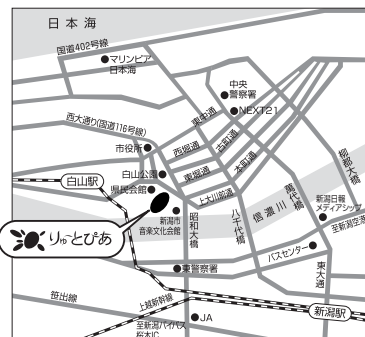 日本海
国道402号線
マリンピア
日本海
中央
警察署
NEXT21
西大通り(国道116号線)
東中通
市役所
西堀通
古町通
白山公園
東堀通
本町通
柳都大橋
白山駅
県民会館
上大川前通
萬代橋
新潟日報
メディアシップ
りゅーとぴあ
新潟市
音楽文化会館
昭和大橋
八千代橋
信濃川
至新潟空港
バスセンター
東大通
東警察署
笹出線
上越新幹線
新潟駅
JA
至新潟バイパス
桜木IC